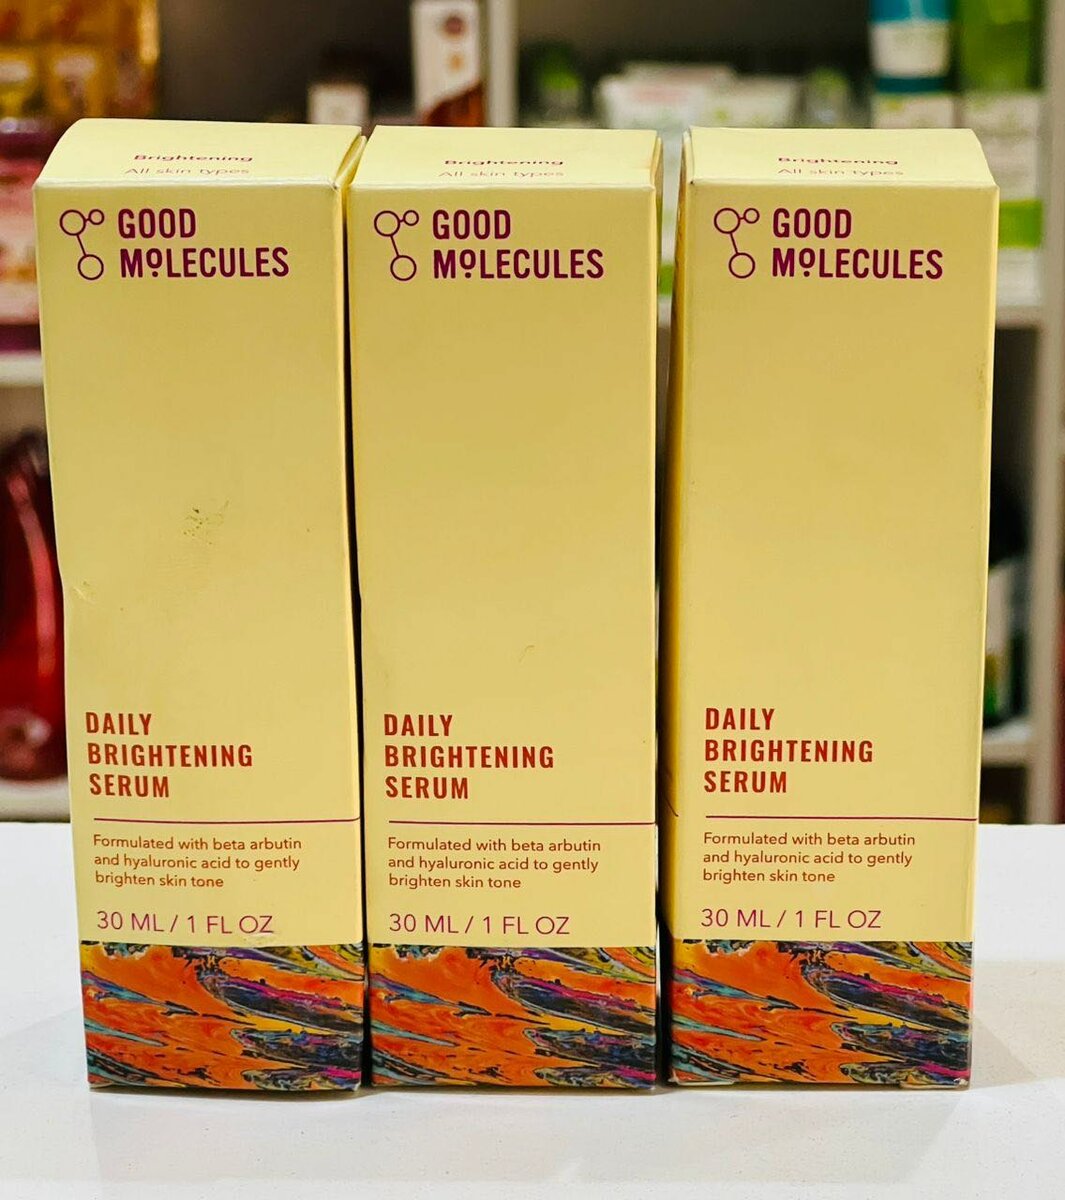 Brightening
All skin types
GOOD
MOLECULES
DAILY
BRIGHTENING
SERUM
Formulated with beta arbutin
and hyaluronic acid to gently
brighten skin tone
30 ML / 1 FL OZ
Brightening
All skin types
GOOD
MOLECULES
DAILY
BRIGHTENING
SERUM
Formulated with beta arbutin
and hyaluronic acid to gently
brighten skin tone
30 ML / 1 FL OZ
Brightening
All skin types
GOOD
MOLECULES
DAILY
BRIGHTENING
SERUM
Formulated with beta arbutin
and hyaluronic acid to gently
brighten skin tone
30 ML / 1 FL OZ